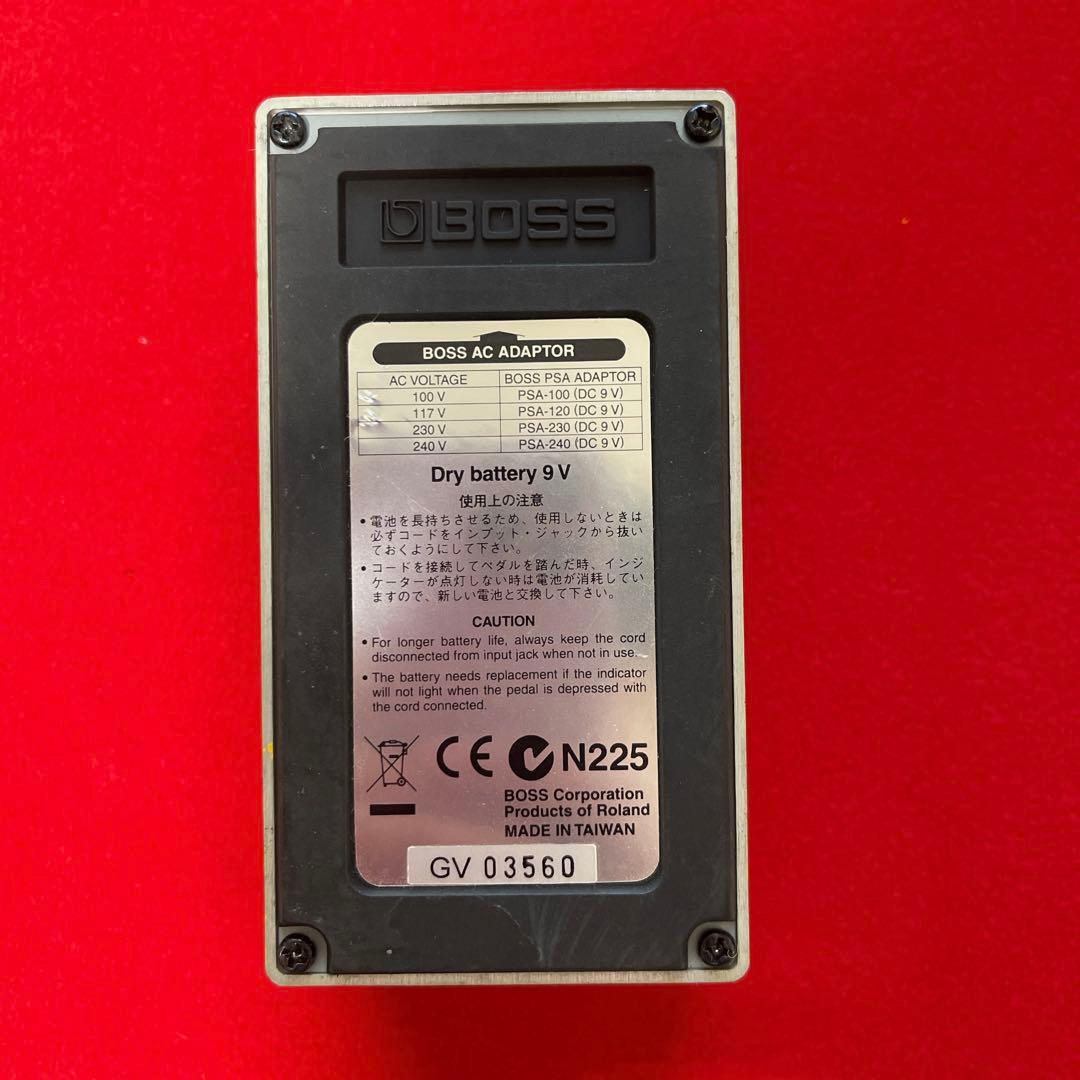 BOSS
BOSS AC ADAPTOR
AC VOLTAGE BOSS PSA ADAPTOR
100 V PSA-100 (DC 9 V)
117 V PSA-120 (DC 9 V)
230 V PSA-230 (DC 9 V)
240 V PSA-240 (DC 9 V)
Dry battery 9 V
使用上の注意
• 電池を長持ちさせるため、使用しないときは
必ずコードをインプット・ジャックから抜い
ておくようにして下さい。
• コードを接続してペダルを踏んだ時、インジ
ケーターが点灯しない時は電池が消耗してい
ますので、新しい電池と交換して下さい。
CAUTION
• For longer battery life, always keep the cord
disconnected from input jack when not in use.
• The battery needs replacement if the indicator
will not light when the pedal is depressed with
the cord connected.
CE N225
BOSS Corporation
Products of Roland
MADE IN TAIWAN
GV 03560